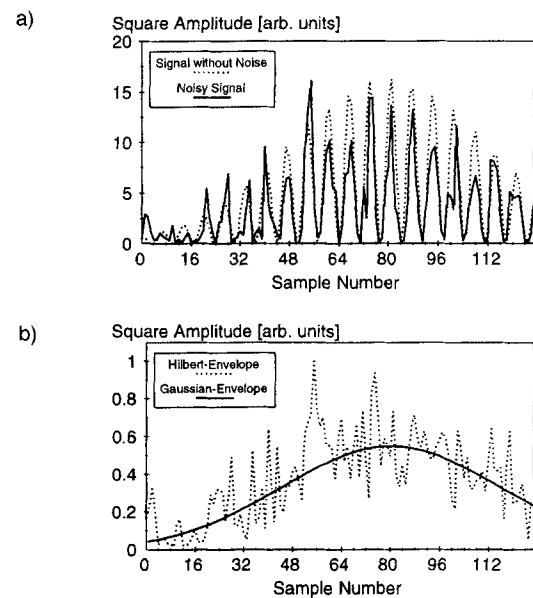 a)
Square Amplitude [arb. units]
20
15
10
5
0
Signal without Noise
Noisy Signal
0 16 32 48 64 80 96 112
Sample Number
b)
Square Amplitude [arb. units]
1
0.8
0.6
0.4
0.2
0
Hilbert-Envelope
Gaussian-Envelope
0 16 32 48 64 80 96 112
Sample Number